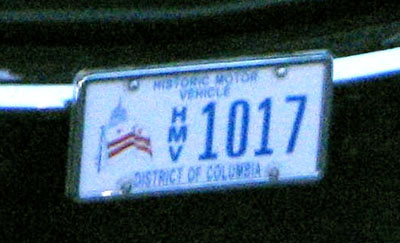 HISTORIC MOTOR
VEHICLE
HMV 1017
DISTRICT OF COLUMBIA